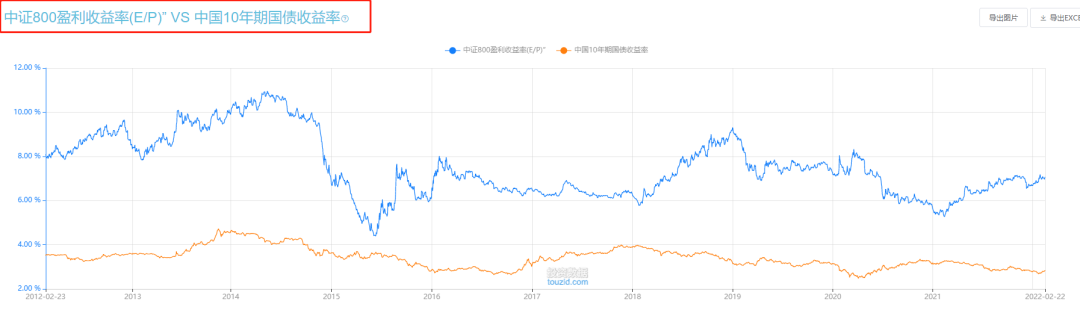 中证800盈利收益率(E/P)" VS 中国10年期国债收益率
导出图片
导出EXCE
中证800盈利收益率(E/P)"
中国10年期国债收益率
12.00 %
10.00 %
8.00 %
6.00 %
4.00 %
2.00 %
投资数据
touzid.com
2012-02-23
2013
2014
2015
2016
2017
2018
2019
2020
2021
2022-02-22